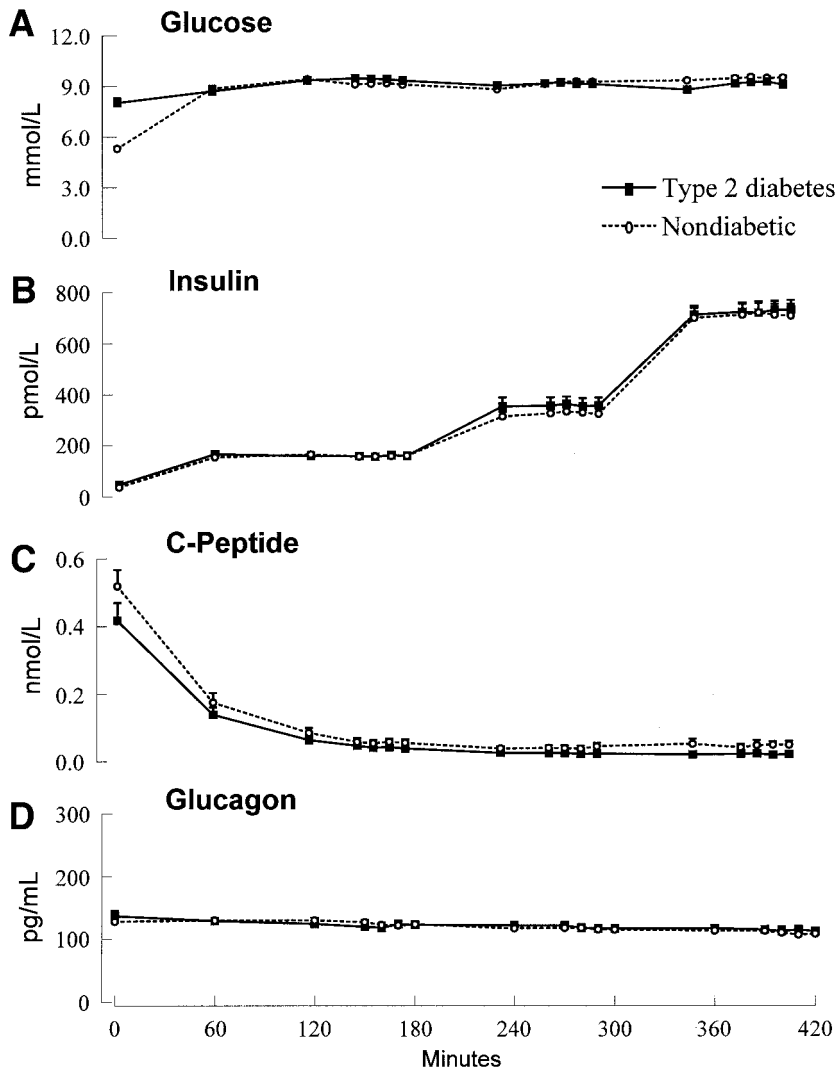 A
Glucose
12.0
9.0
6.0
3.0
0.0
mmol/L
Type 2 diabetes
Nondiabetic
B
Insulin
800
600
400
200
0
pmol/L
C
C-Peptide
0.6
0.4
0.2
0.0
nmol/L
D
Glucagon
300
200
100
0
pg/mL
0 60 120 180 240 300 360 420
Minutes